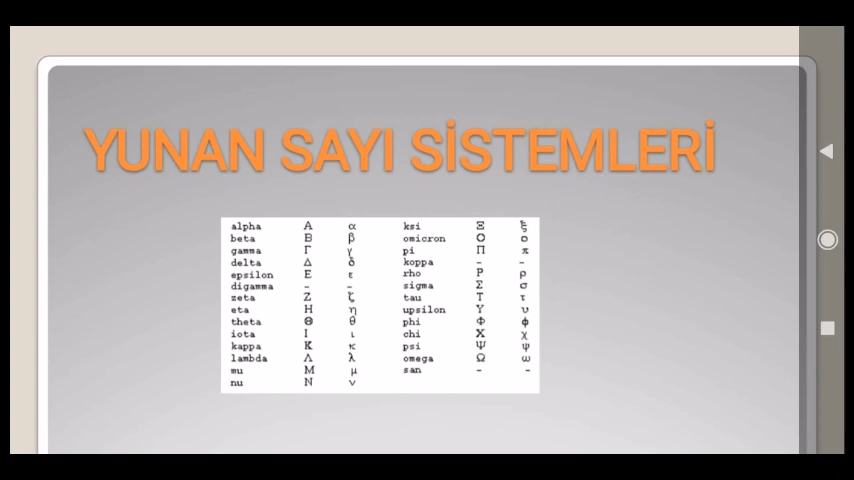 YUNAN SAYI SİSTEMLERİ
alpha Α α ksi Ξ ξ
beta Β β omicron Ο ο
gamma Γ γ pi Π π
delta Δ δ koppa - -
epsilon Ε ε rho Ρ ρ
digamma - - sigma Σ σ
zeta Ζ ζ tau Τ τ
eta Η η upsilon Υ υ
theta Θ θ phi Φ ϕ
iota Ι ι chi Χ χ
kappa Κ κ psi Ψ ψ
lambda Λ λ omega Ω ω
mu Μ μ san - -
nu Ν ν